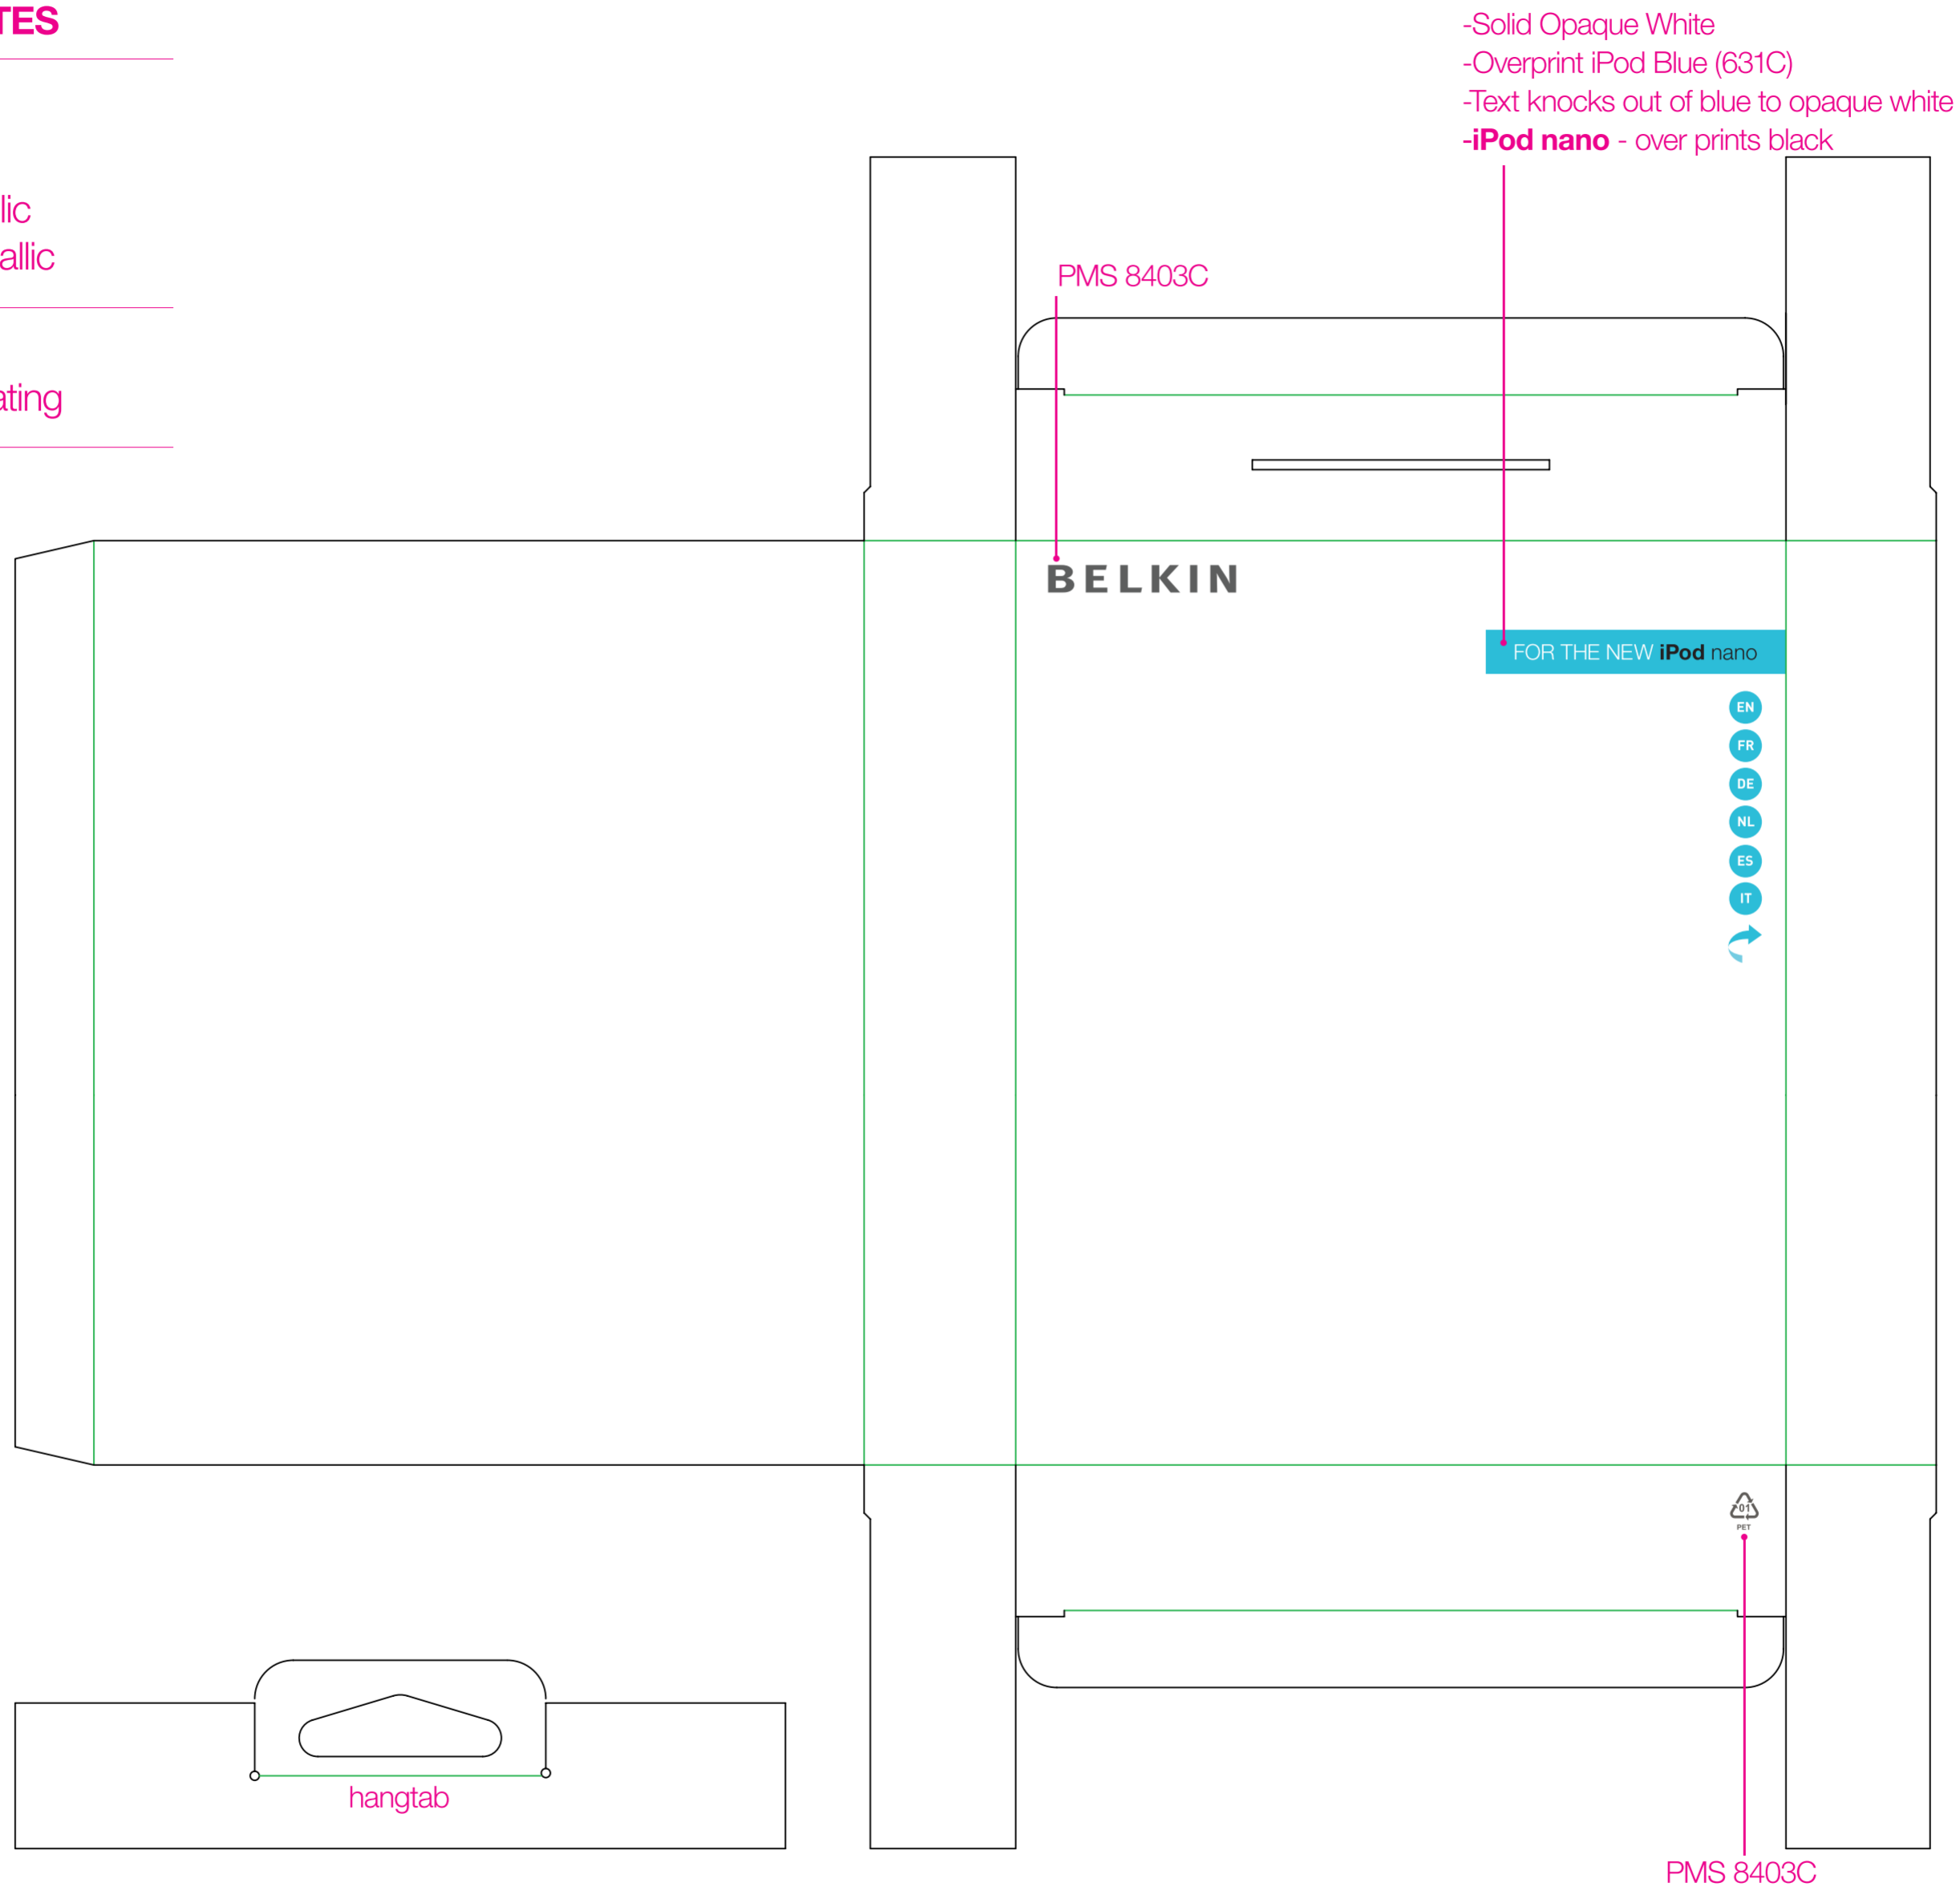 TES
-Solid Opaque White
-Overprint iPod Blue (631C)
-Text knocks out of blue to opaque white
-iPod nano - over prints black
lic
allic
PMS 8403C
ating
BELKIN
FOR THE NEW iPod nano
EN
FR
DE
NL
ES
IT
01
PET
hangtab
PMS 8403C